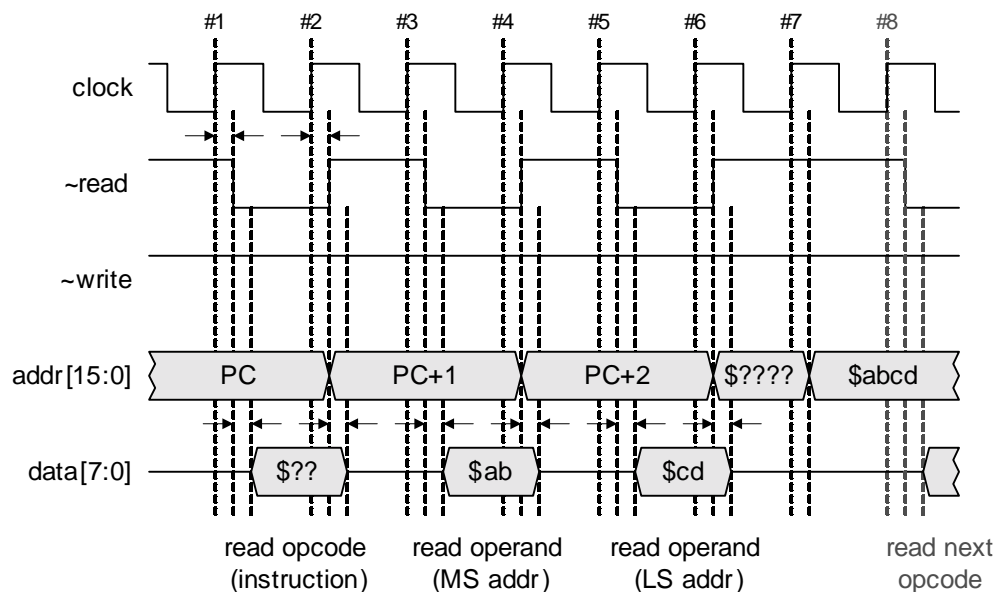 #1 #2 #3 #4 #5 #6 #7 #8
clock
~read
~write
addr[15:0] PC PC+1 PC+2 $???? $abcd
data[7:0] $?? $ab $cd
read opcode read operand read operand read next
(instruction) (MS addr) (LS addr) opcode